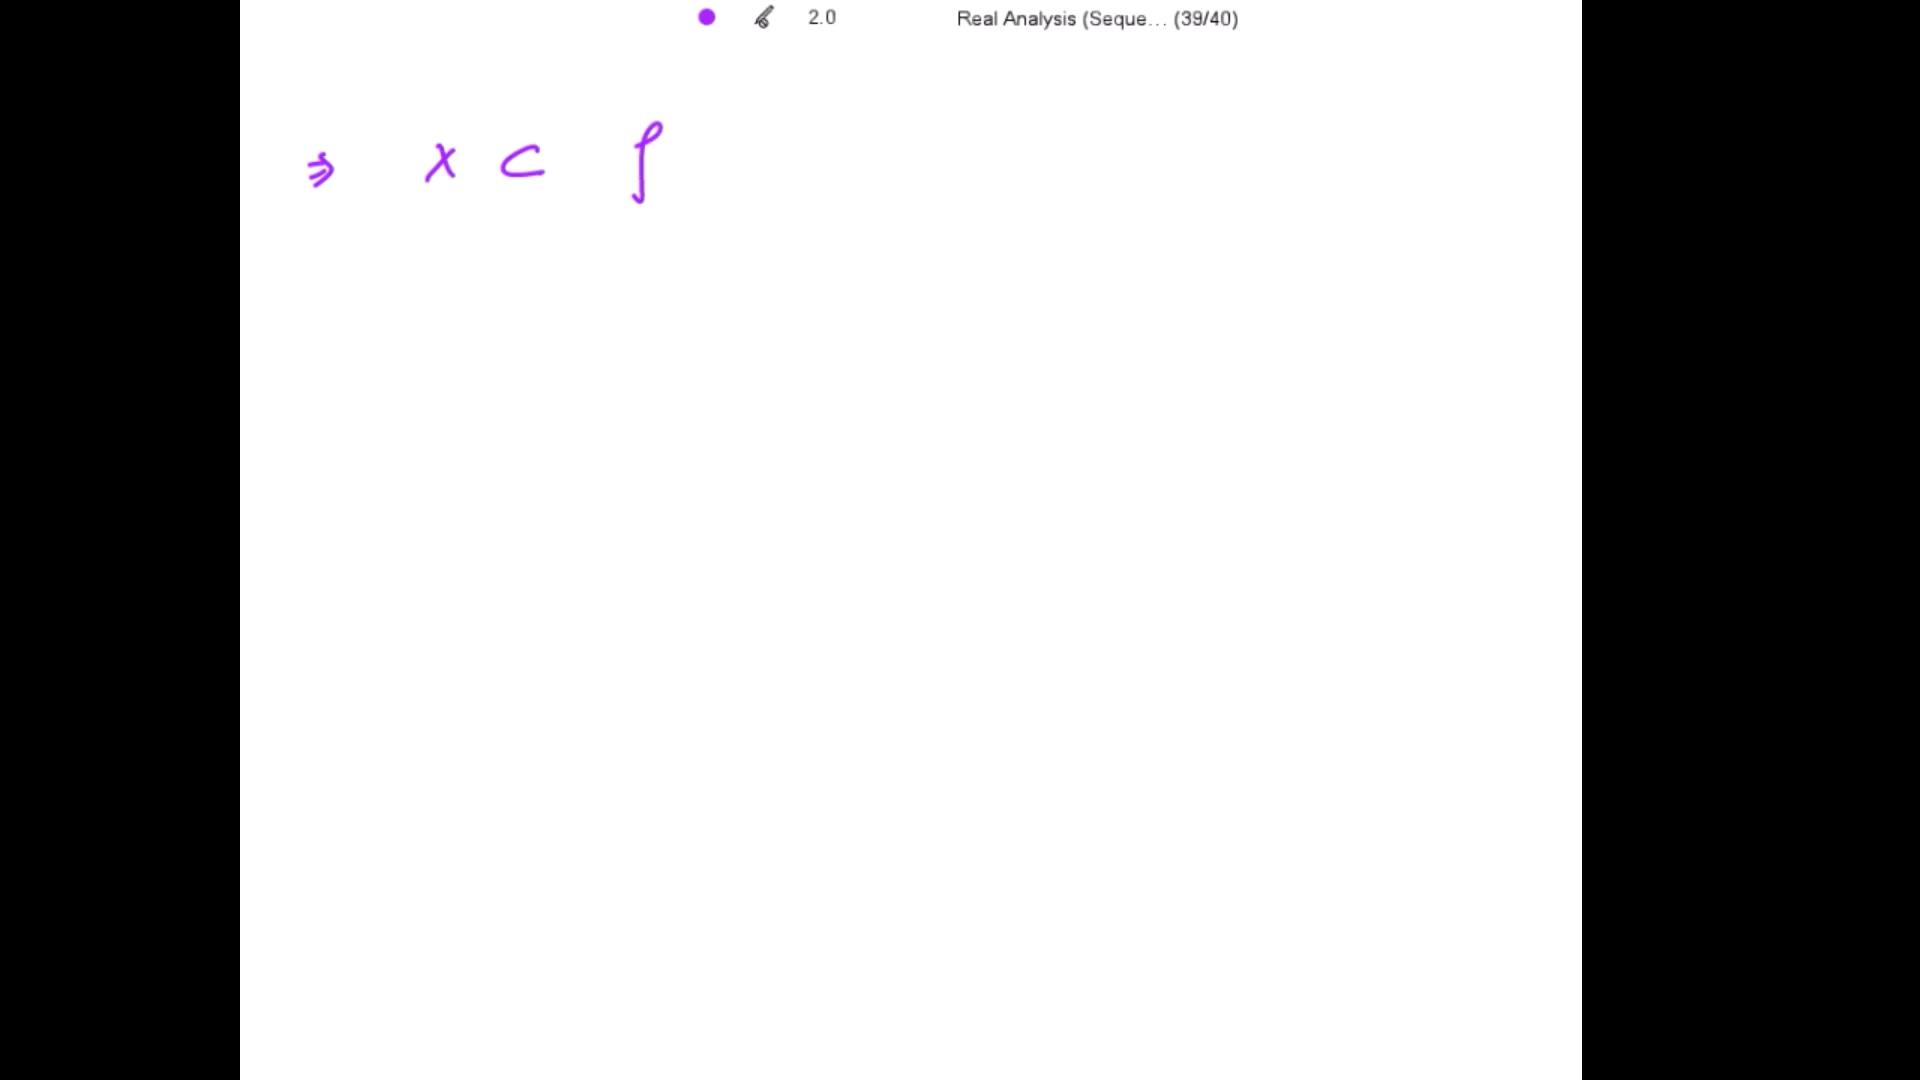 2.0 Real Analysis (Seque... (39/40)
⇒ x ⊂ ∫